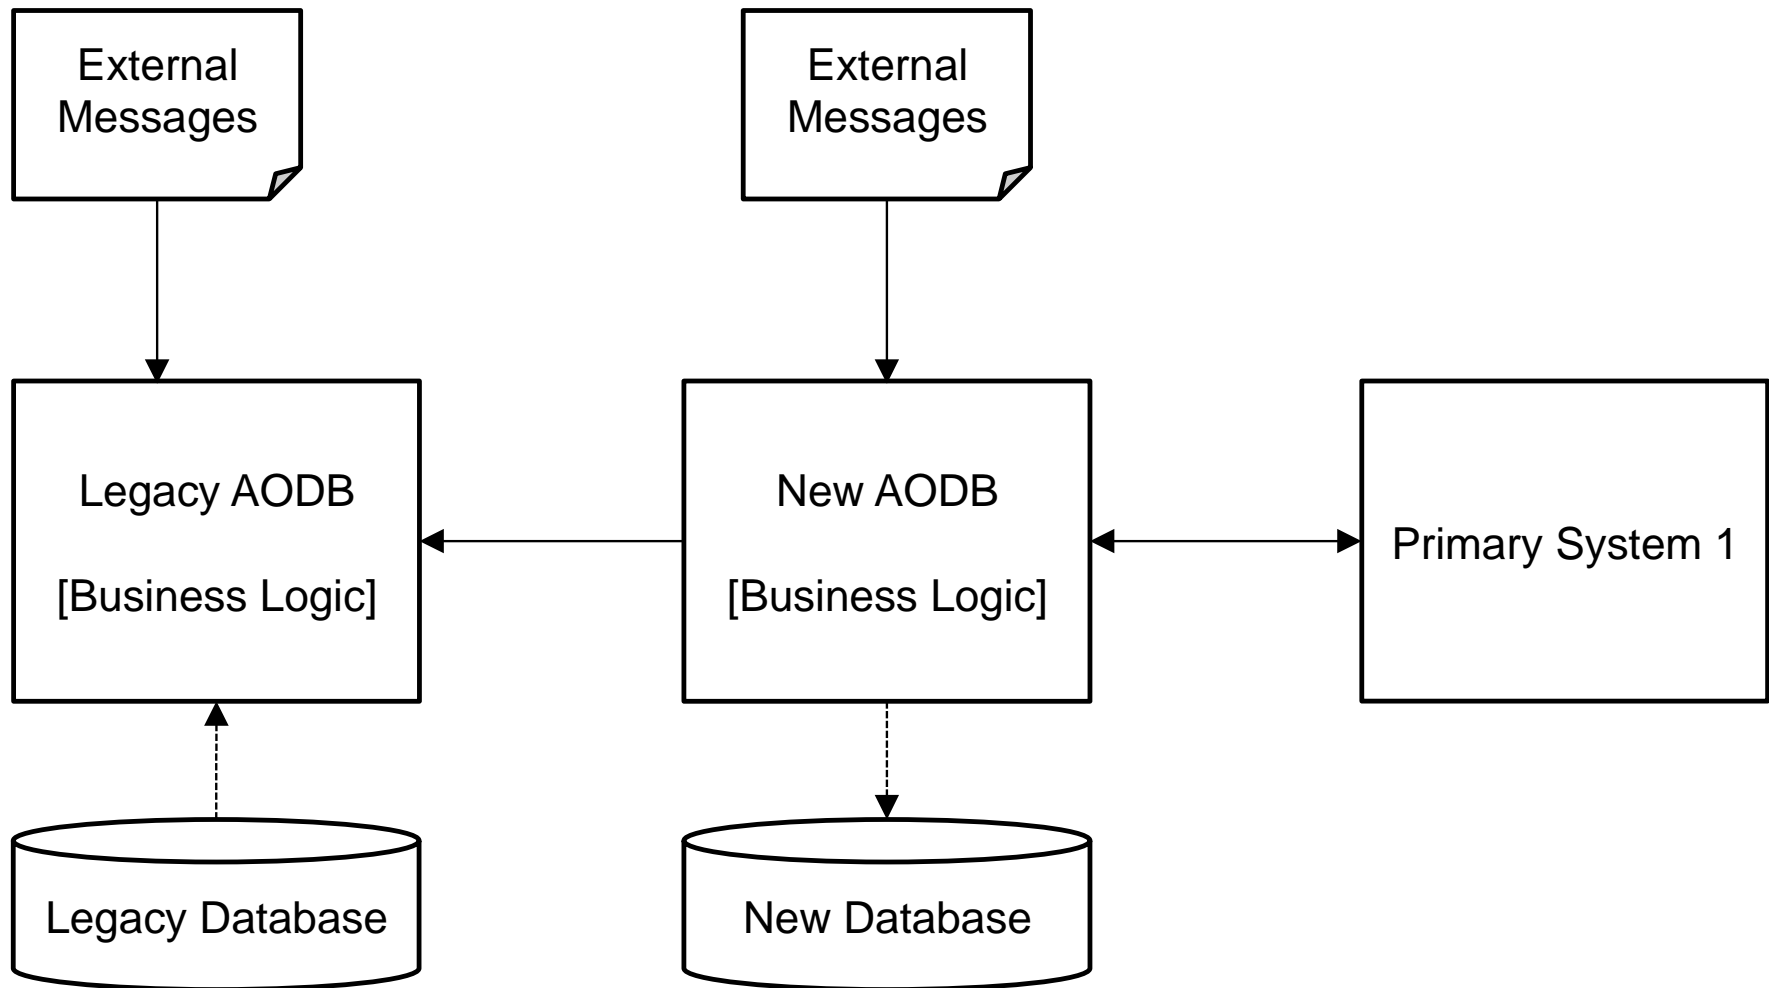 External
Messages
External
Messages
Legacy AODB
[Business Logic]
New AODB
[Business Logic]
Primary System 1
Legacy Database
New Database